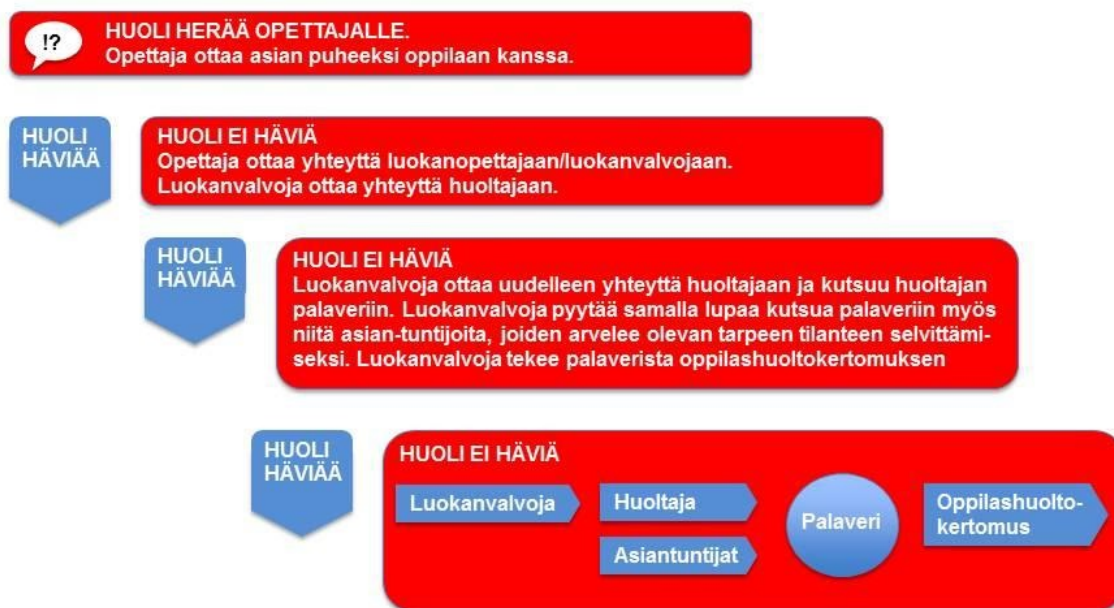 !?
HUOLI HERÄÄ OPETTAJALLE.
Opettaja ottaa asian puheeksi oppilaan kanssa.
HUOLI
HÄVIÄÄ
HUOLI EI HÄVIÄ
Opettaja ottaa yhteyttä luokanopettajaan/luokanvalvojaan.
Luokanvalvoja ottaa yhteyttä huoltajaan.
HUOLI
HÄVIÄÄ
HUOLI EI HÄVIÄ
Luokanvalvoja ottaa uudelleen yhteyttä huoltajaan ja kutsuu huoltajan
palaveriin. Luokanvalvoja pyytää samalla lupaa kutsua palaveriin myös
niitä asian-tuntijoita, joiden arvelee olevan tarpeen tilanteen selvittämi-
seksi. Luokanvalvoja tekee palaverista oppilashuoltokertomuksen
HUOLI
HÄVIÄÄ
HUOLI EI HÄVIÄ
Luokanvalvoja
Huoltaja
Asiantuntijat
Palaveri
Oppilashuolto-
kertomus